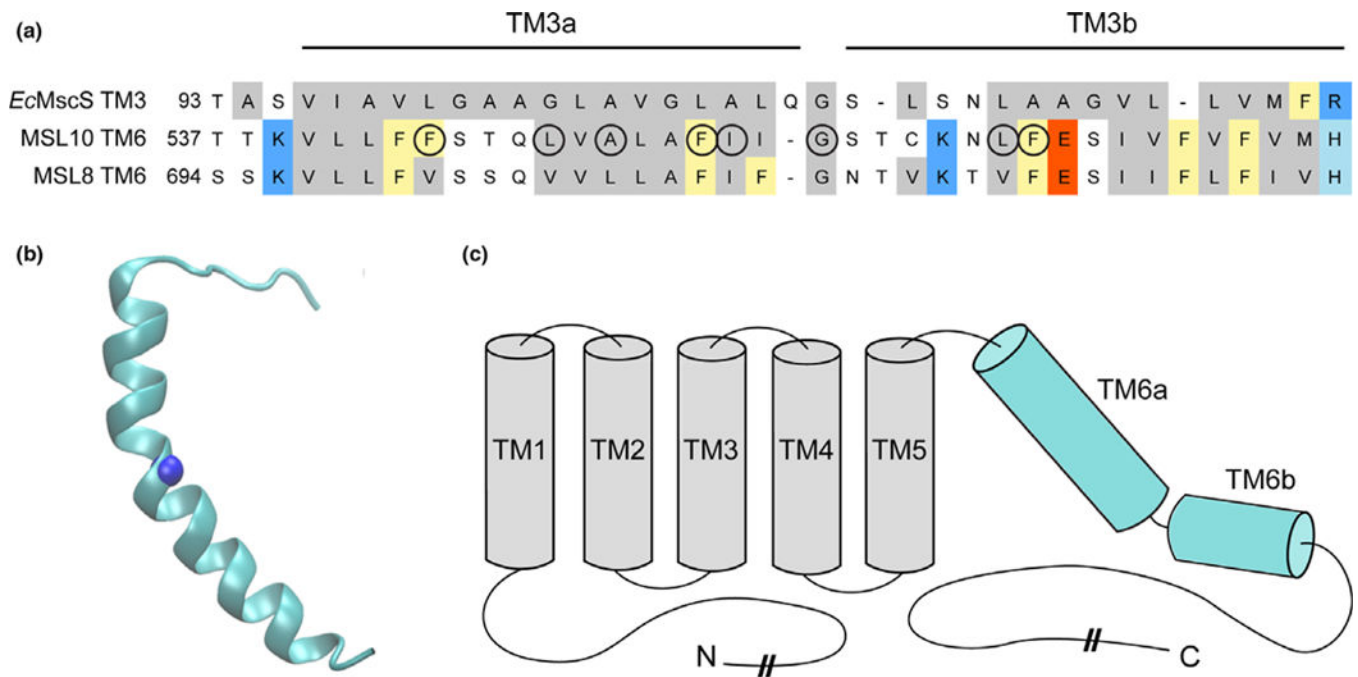 (a)
TM3a TM3b
EcMscS TM3 93 T A S V I A V L G A A G L A V G L A L Q G S - L S N L A A G V L - L V M F R
MSL10 TM6 537 T T K V L L F F S T Q L V A L A F I I - G S T C K N L F E S I V F V F V M H
MSL8 TM6 694 S S K V L L F V S S Q V V L L A F I F - G N T V K T V F E S I I F L F I V H
(b)
(c)
TM1 TM2 TM3 TM4 TM5 TM6a
TM6b
N C